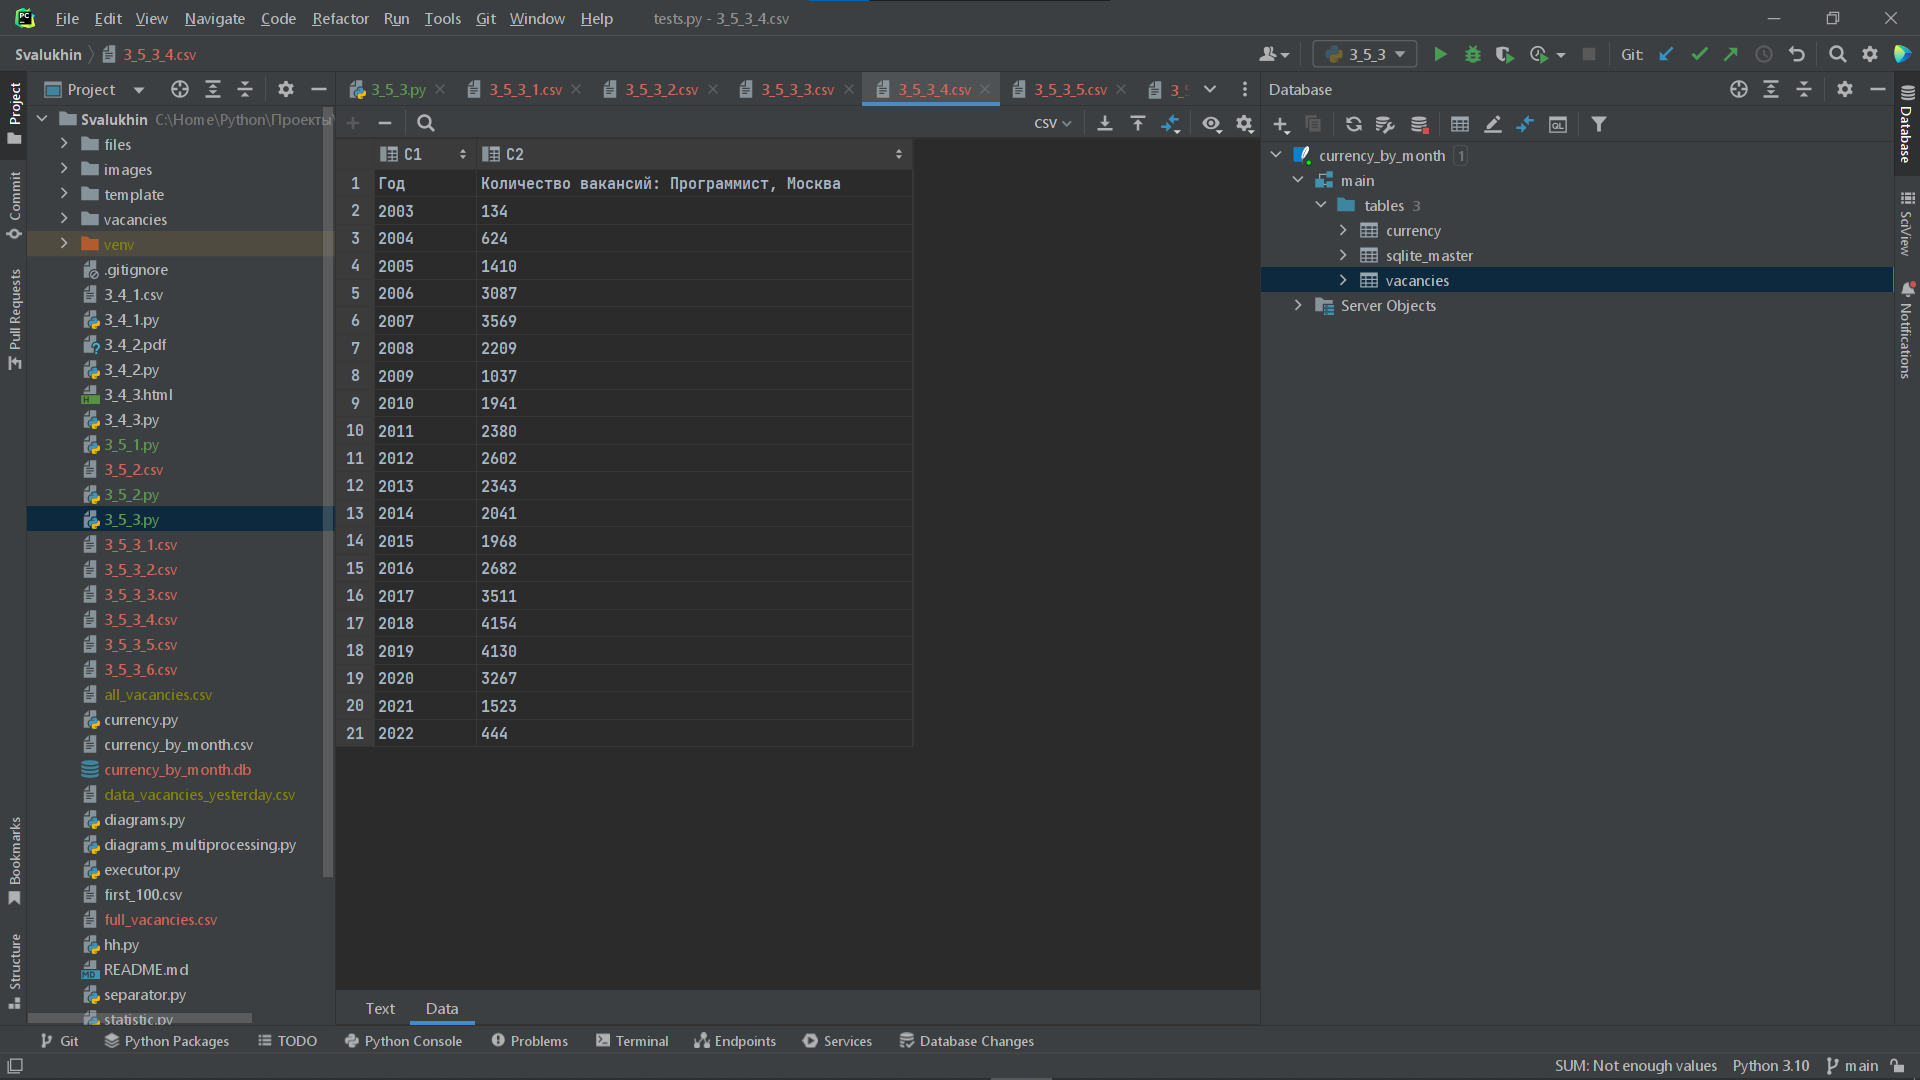 File Edit View Navigate Code Refactor Run Tools Git Window Help tests.py - 3_5_3_4.csv
Svalukhin 3_5_3_4.csv 3_5_3 Git:
Project
3_5_3.py 3_5_3_1.csv 3_5_3_2.csv 3_5_3_3.csv 3_5_3_4.csv 3_5_3_5.csv
Database
Svalukhin C:\Home\Python\Проекты\
files
images
template
vacancies
venv
.gitignore
3_4_1.csv
3_4_1.py
3_4_2.pdf
3_4_2.py
3_4_3.html
3_4_3.py
3_5_1.py
3_5_2.csv
3_5_2.py
3_5_3.py
3_5_3_1.csv
3_5_3_2.csv
3_5_3_3.csv
3_5_3_4.csv
3_5_3_5.csv
3_5_3_6.csv
all_vacancies.csv
currency.py
currency_by_month.csv
currency_by_month.db
data_vacancies_yesterday.csv
diagrams.py
diagrams_multiprocessing.py
executor.py
first_100.csv
full_vacancies.csv
hh.py
README.md
separator.py
statistic.py
CSV
C1 C2
1 Год Количество вакансий: Программист, Москва
2 2003 134
3 2004 624
4 2005 1410
5 2006 3087
6 2007 3569
7 2008 2209
8 2009 1037
9 2010 1941
10 2011 2380
11 2012 2602
12 2013 2343
13 2014 2041
14 2015 1968
15 2016 2682
16 2017 3511
17 2018 4154
18 2019 4130
19 2020 3267
20 2021 1523
21 2022 444
Text Data
currency_by_month 1
main
tables 3
currency
sqlite_master
vacancies
Server Objects
Project
Commit
Pull Requests
Bookmarks
Structure
Database
SciView
Notifications
Git Python Packages TODO Python Console Problems Terminal Endpoints Services Database Changes
SUM: Not enough values Python 3.10 main